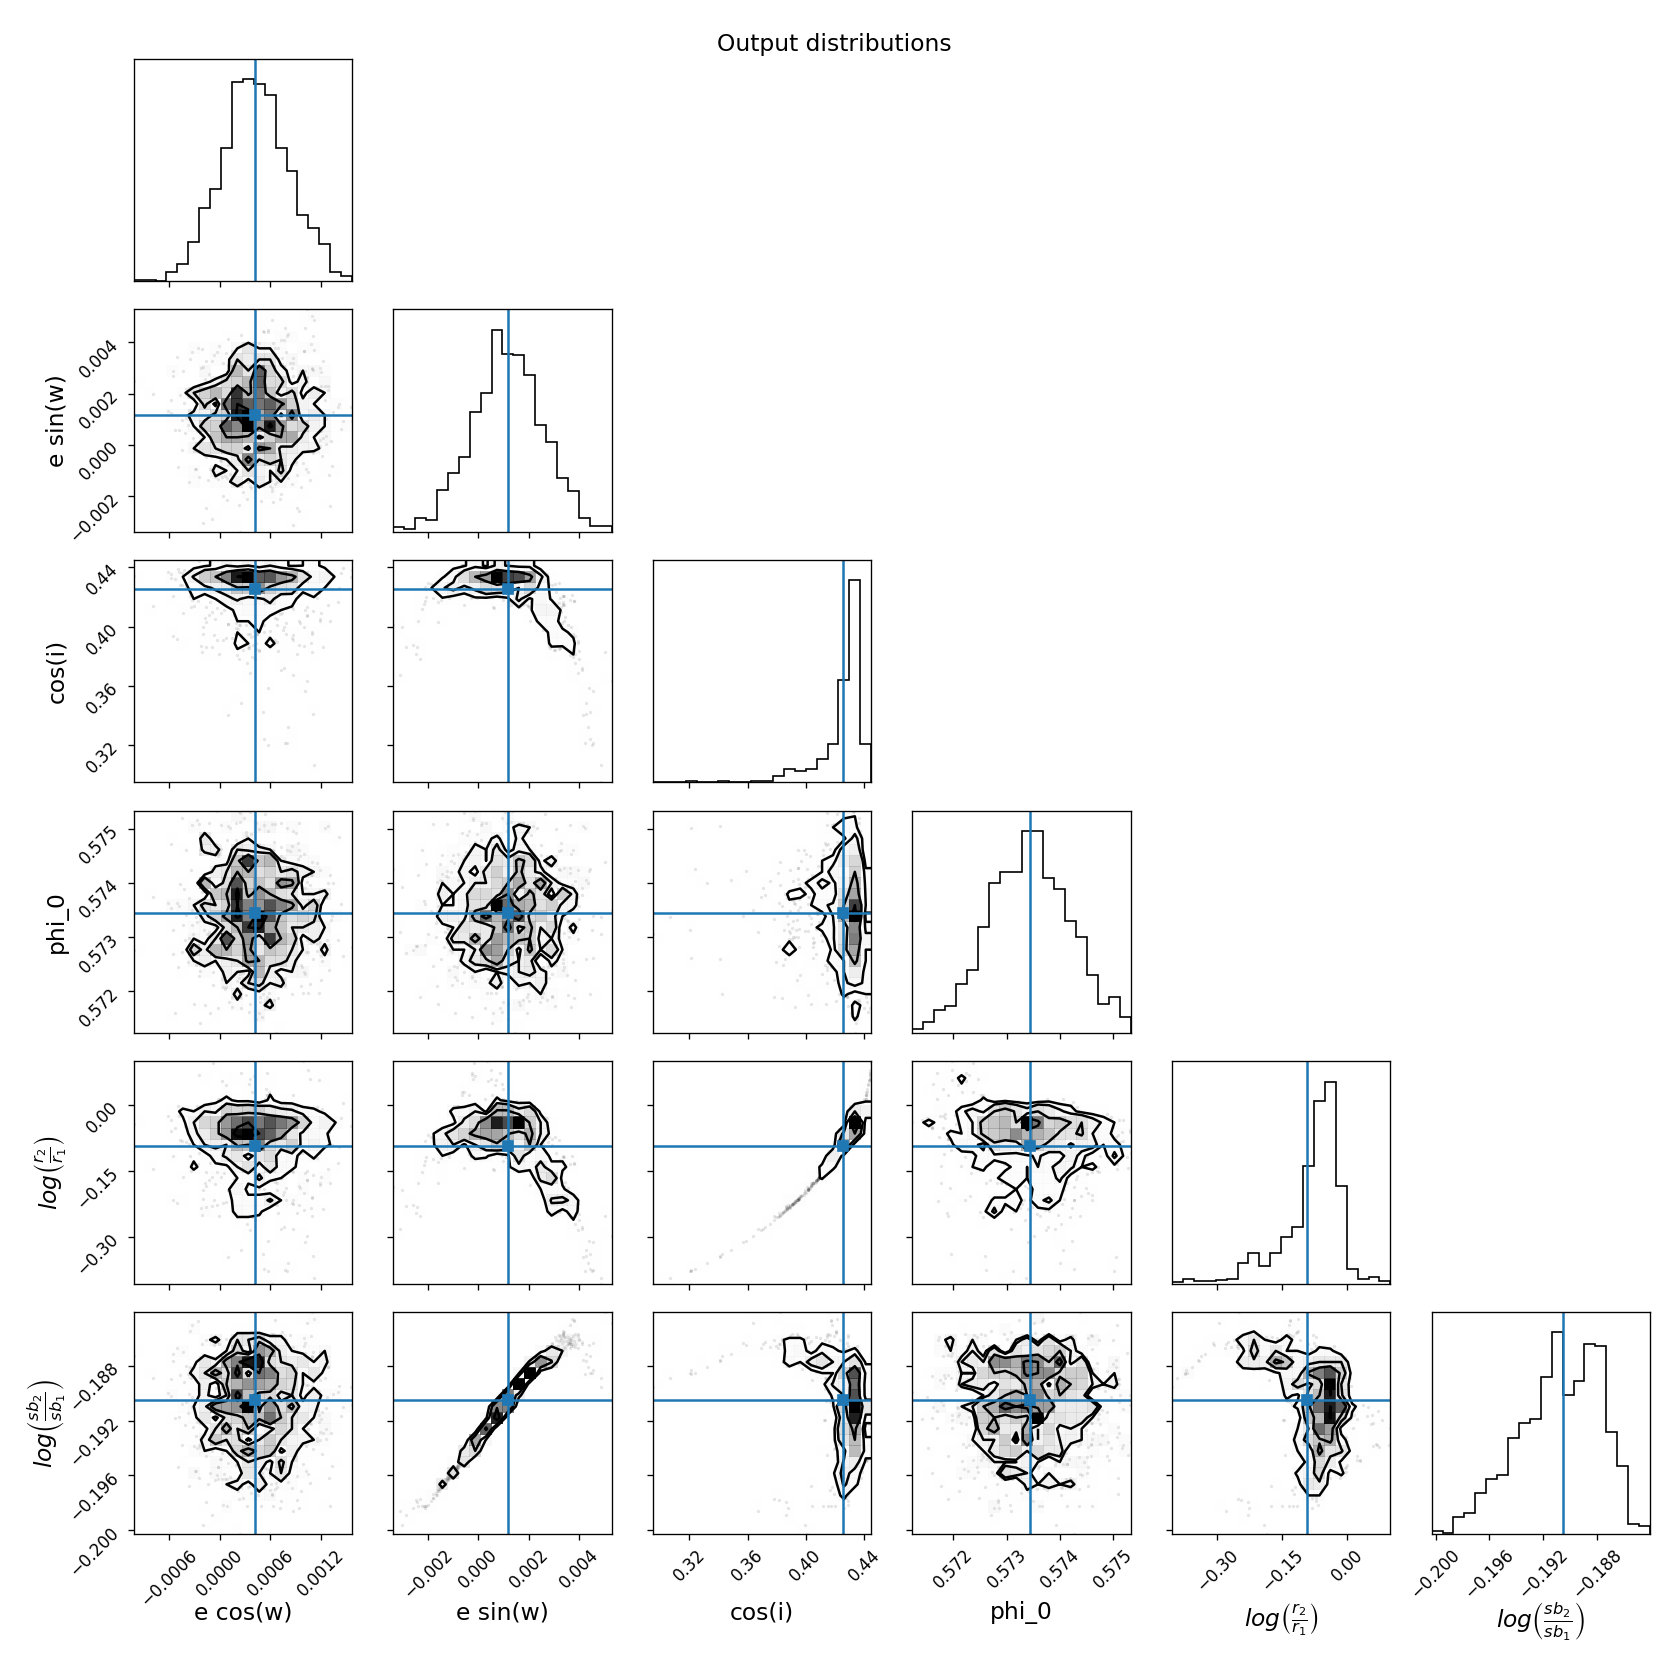 Output distributions
e sin(w)
0.004
0.002
0.000
−0.002
cos(i)
0.44
0.40
0.36
0.32
phi_0
0.575
0.574
0.573
0.572
log(r2/r1)
0.00
−0.15
−0.30
log(sb2/sb1)
−0.188
−0.192
−0.196
−0.200
−0.0006 0.0000 0.0006 0.0012
−0.002 0.000 0.002 0.004
0.32 0.36 0.40 0.44
0.572 0.573 0.574 0.575
−0.30 −0.15 0.00
−0.200 −0.196 −0.192 −0.188
e cos(w)
e sin(w)
cos(i)
phi_0
log(r2/r1)
log(sb2/sb1)